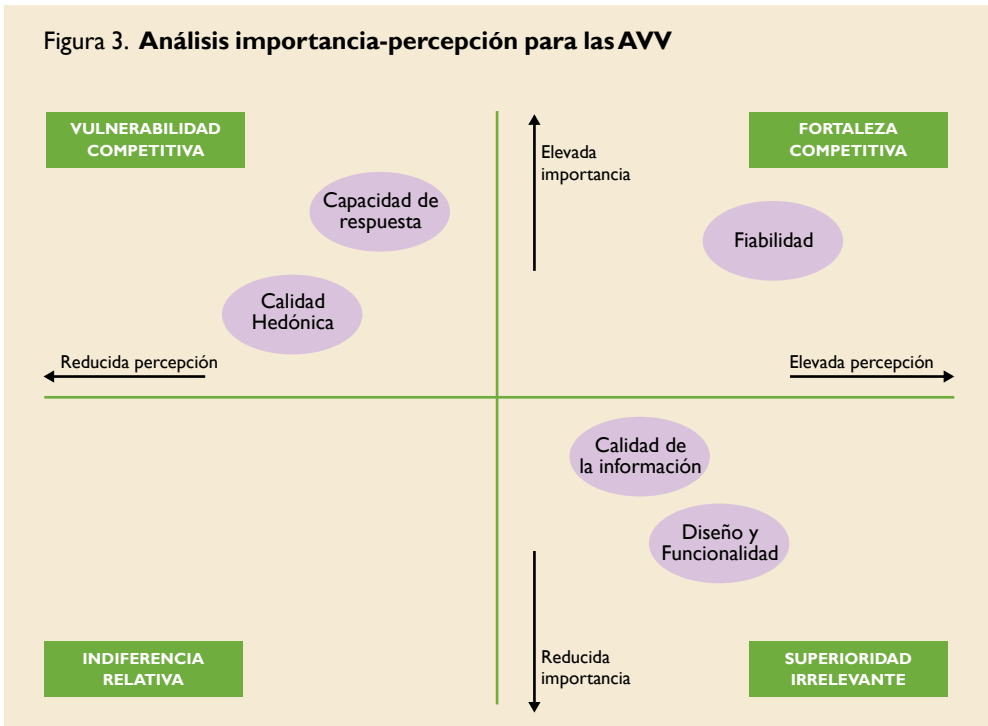 Figura 3. Análisis importancia-percepción para las AVV
VULNERABILIDAD
COMPETITIVA
Elevada
importancia
FORTALEZA
COMPETITIVA
Capacidad de
respuesta
Fiabilidad
Calidad
Hedónica
Reducida percepción
Elevada percepción
Calidad de
la información
Diseño y
Funcionalidad
INDIFERENCIA
RELATIVA
Reducida
importancia
SUPERIORIDAD
IRRELEVANTE